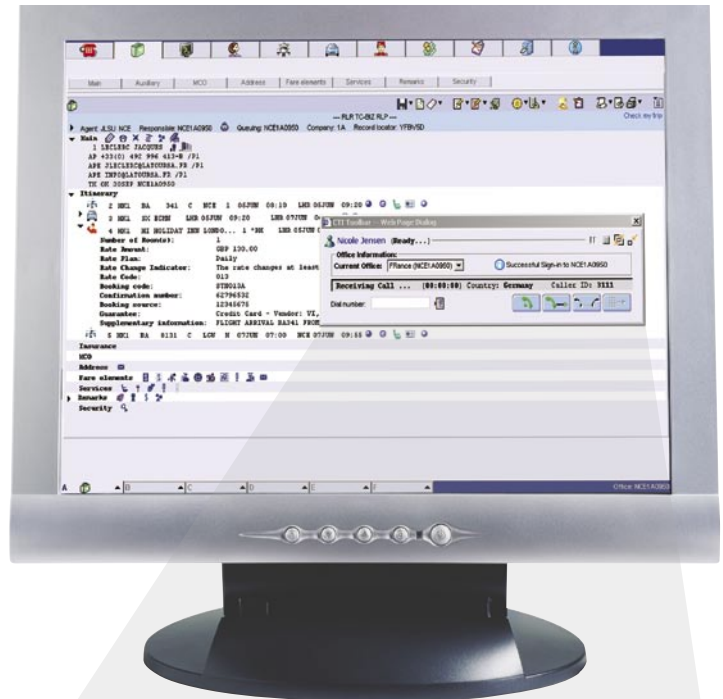 Main Auxiliary MCO Address Fare elements Services Remarks Security
--- RLR TC-BIZ RLP ---
Check my trip
Agent JLSU NCE Responsible NCE1A0950 Queuing NCE1A0950 Company 1A Record locator YFBV5D
Main
1 LECLERC JACQUES
AP +33(0) 492 996 413-B /P1
APE JLECLERC@LATOURSA.FR /P1
APE INFO@LATOURSA.FR /P1
TK OK 30SEP NCE1A0950
Itinerary
2 HK1 BA 341 C NCE 1 06JUN 08:10 LHR 06JUN 09:20
3 HK1 SX LHR 06JUN 09:20 LHR 07JUN
4 HK1 HI HOLIDAY INN LONDO... 1 *HK LHR 06JUN
Number of Room(s): 1
Rate Amount: GBP 130.00
Rate Plan: Daily
Rate Change Indicator: The rate changes at least
Rate Code: 013
Booking code:
Confirmation number: 62796532
Booking source: 12345675
Guarantee: Credit Card - Vendor: VI,
Supplementary information: FLIGHT ARRIVAL BA341 FROM
5 HK1 BA 8131 C LGW N 07JUN 07:00 NCE 07JUN 09:55
Insurance
MCO
Address
Fare elements
Services
Remarks
Security
CTI Toolbar -- Web Page Dialog
Nicole Jensen (Ready...)
Office Information:
Current Office: FRance (NCE1A0950) Successful Sign-in to NCE1A0950
Receiving Call ... (00:00:00) Country: Germany Caller ID: 3111
Dial number:
A B C D E F Office: NCE1A0950